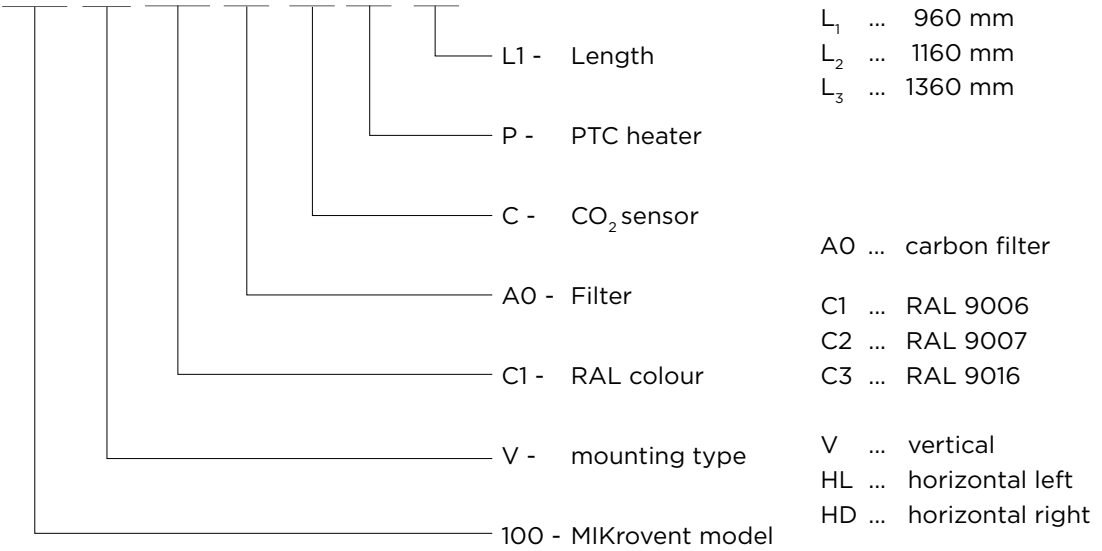 L₁ ... 960 mm
L₂ ... 1160 mm
L₃ ... 1360 mm
L1 - Length
P - PTC heater
C - CO₂ sensor
A0 ... carbon filter
A0 - Filter
C1 ... RAL 9006
C2 ... RAL 9007
C3 ... RAL 9016
C1 - RAL colour
V ... vertical
HL ... horizontal left
HD ... horizontal right
V - mounting type
100 - MIKrovent model